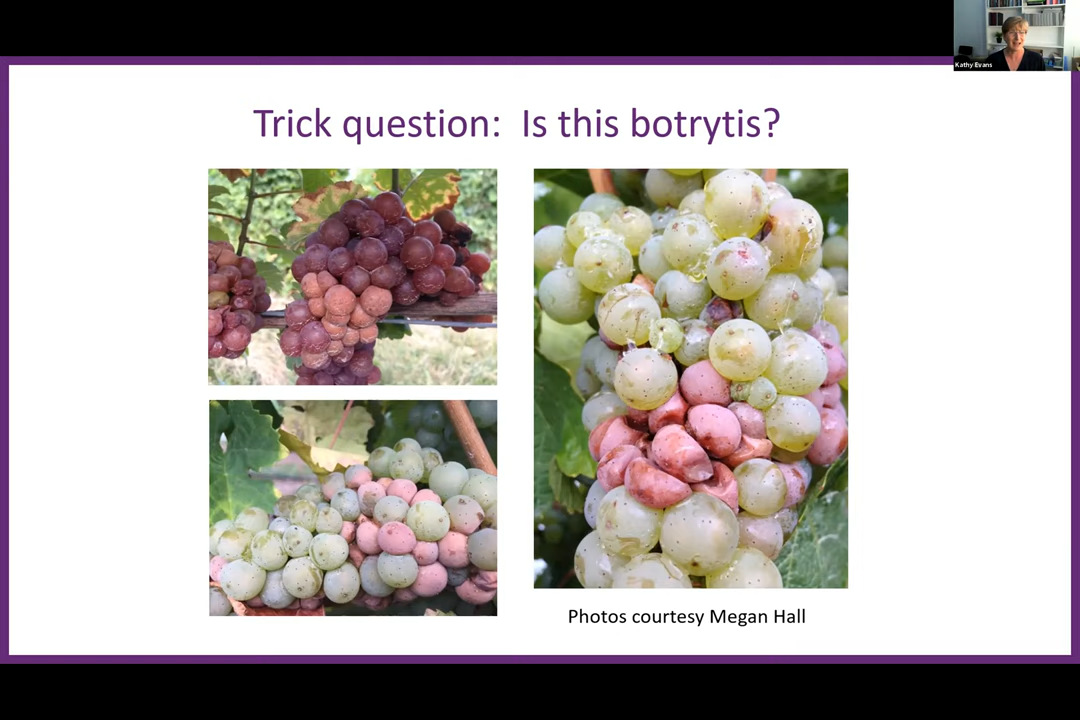 Kathy Evans
Trick question:  Is this botrytis?
Photos courtesy Megan Hall